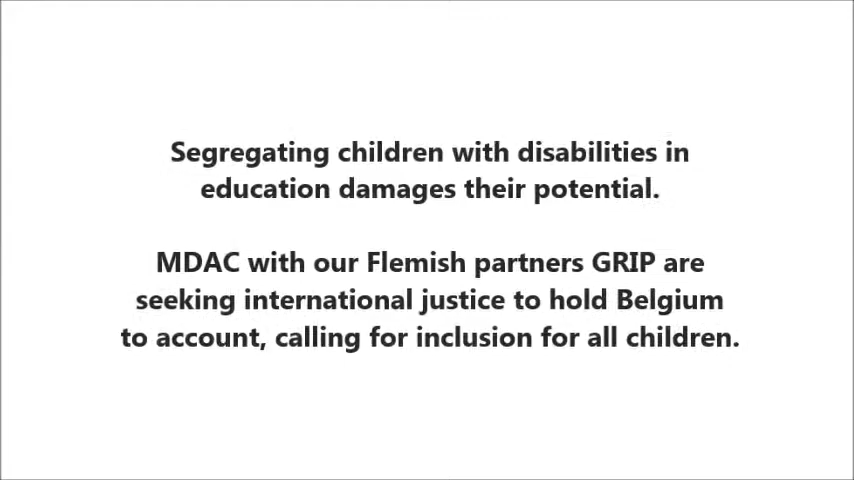 Segregating children with disabilities in
education damages their potential.
MDAC with our Flemish partners GRIP are
seeking international justice to hold Belgium
to account, calling for inclusion for all children.